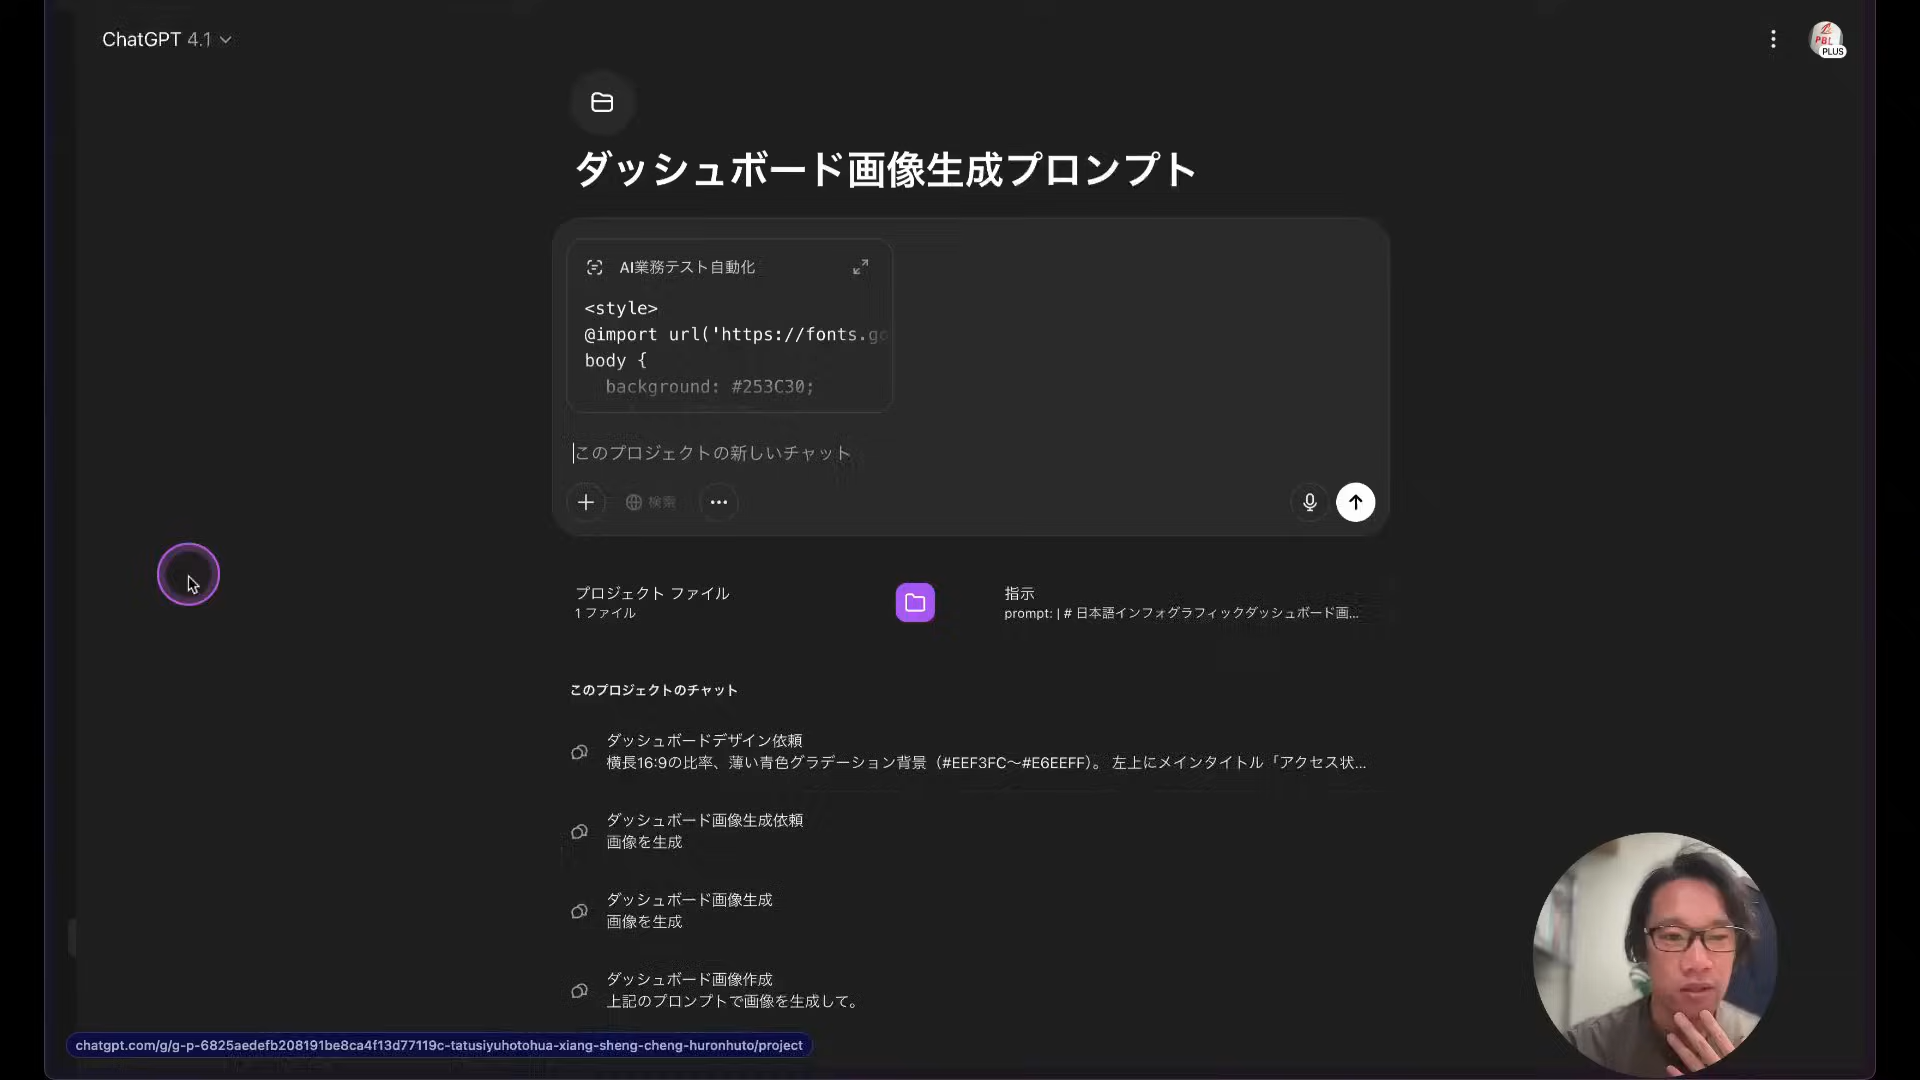 ChatGPT 4.1
PBL
PLUS
ダッシュボード画像生成プロンプト
AI業務テスト自動化
<style>
@import url('https://fonts.go
body {
background: #253C30;
このプロジェクトの新しいチャット
検索
プロジェクト ファイル
1 ファイル
指示
prompt: | # 日本語インフォグラフィックダッシュボード画...
このプロジェクトのチャット
ダッシュボードデザイン依頼
横長16:9の比率、薄い青色グラデーション背景（#EEF3FC〜#E6EEFF）。 左上にメインタイトル「アクセス状...
ダッシュボード画像生成依頼
画像を生成
ダッシュボード画像生成
画像を生成
ダッシュボード画像作成
上記のプロンプトで画像を生成して。
chatgpt.com/g/g-p-6825aedefb208191be8ca4f13d77119c-tatusiyuhotohua-xiang-sheng-cheng-huronhuto/project